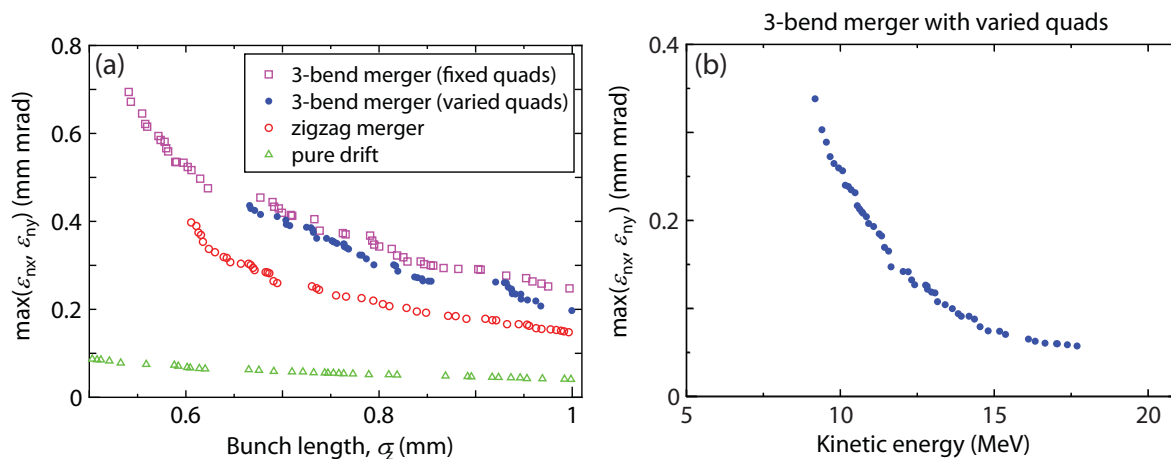 3-bend merger with varied quads
(a)
3-bend merger (fixed quads)
3-bend merger (varied quads)
zigzag merger
pure drift
max(εnx, εny) (mm mrad)
0.8
0.6
0.4
0.2
0
0.6
0.8
1
Bunch length, σz (mm)
(b)
max(εnx, εny) (mm mrad)
0.4
0.2
0
5
10
15
20
Kinetic energy (MeV)